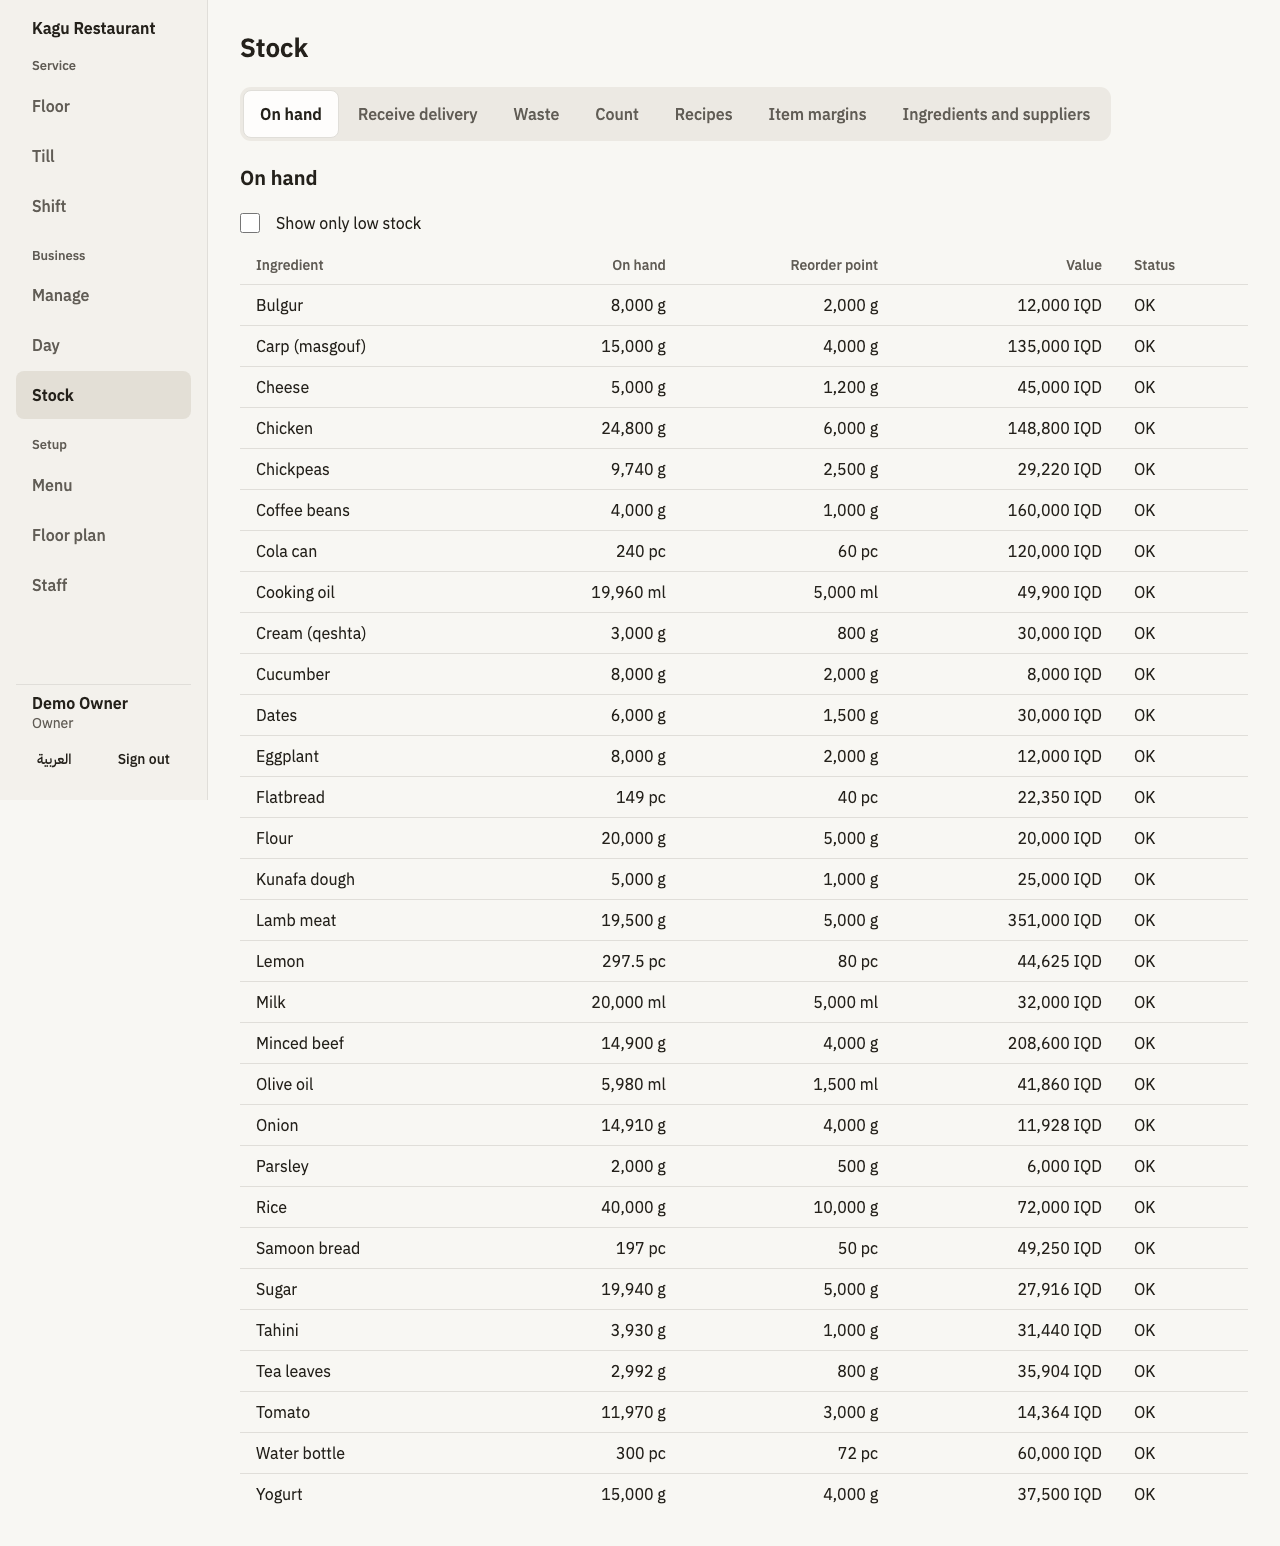 Kagu Restaurant
Service
Floor
Till
Shift
Business
Manage
Day
Stock
Setup
Menu
Floor plan
Staff
Demo Owner
Owner
العربية Sign out
Stock
On hand Receive delivery Waste Count Recipes Item margins Ingredients and suppliers
On hand
Show only low stock
Ingredient On hand Reorder point Value Status
Bulgur 8,000 g 2,000 g 12,000 IQD OK
Carp (masgouf) 15,000 g 4,000 g 135,000 IQD OK
Cheese 5,000 g 1,200 g 45,000 IQD OK
Chicken 24,800 g 6,000 g 148,800 IQD OK
Chickpeas 9,740 g 2,500 g 29,220 IQD OK
Coffee beans 4,000 g 1,000 g 160,000 IQD OK
Cola can 240 pc 60 pc 120,000 IQD OK
Cooking oil 19,960 ml 5,000 ml 49,900 IQD OK
Cream (qeshta) 3,000 g 800 g 30,000 IQD OK
Cucumber 8,000 g 2,000 g 8,000 IQD OK
Dates 6,000 g 1,500 g 30,000 IQD OK
Eggplant 8,000 g 2,000 g 12,000 IQD OK
Flatbread 149 pc 40 pc 22,350 IQD OK
Flour 20,000 g 5,000 g 20,000 IQD OK
Kunafa dough 5,000 g 1,000 g 25,000 IQD OK
Lamb meat 19,500 g 5,000 g 351,000 IQD OK
Lemon 297.5 pc 80 pc 44,625 IQD OK
Milk 20,000 ml 5,000 ml 32,000 IQD OK
Minced beef 14,900 g 4,000 g 208,600 IQD OK
Olive oil 5,980 ml 1,500 ml 41,860 IQD OK
Onion 14,910 g 4,000 g 11,928 IQD OK
Parsley 2,000 g 500 g 6,000 IQD OK
Rice 40,000 g 10,000 g 72,000 IQD OK
Samoon bread 197 pc 50 pc 49,250 IQD OK
Sugar 19,940 g 5,000 g 27,916 IQD OK
Tahini 3,930 g 1,000 g 31,440 IQD OK
Tea leaves 2,992 g 800 g 35,904 IQD OK
Tomato 11,970 g 3,000 g 14,364 IQD OK
Water bottle 300 pc 72 pc 60,000 IQD OK
Yogurt 15,000 g 4,000 g 37,500 IQD OK